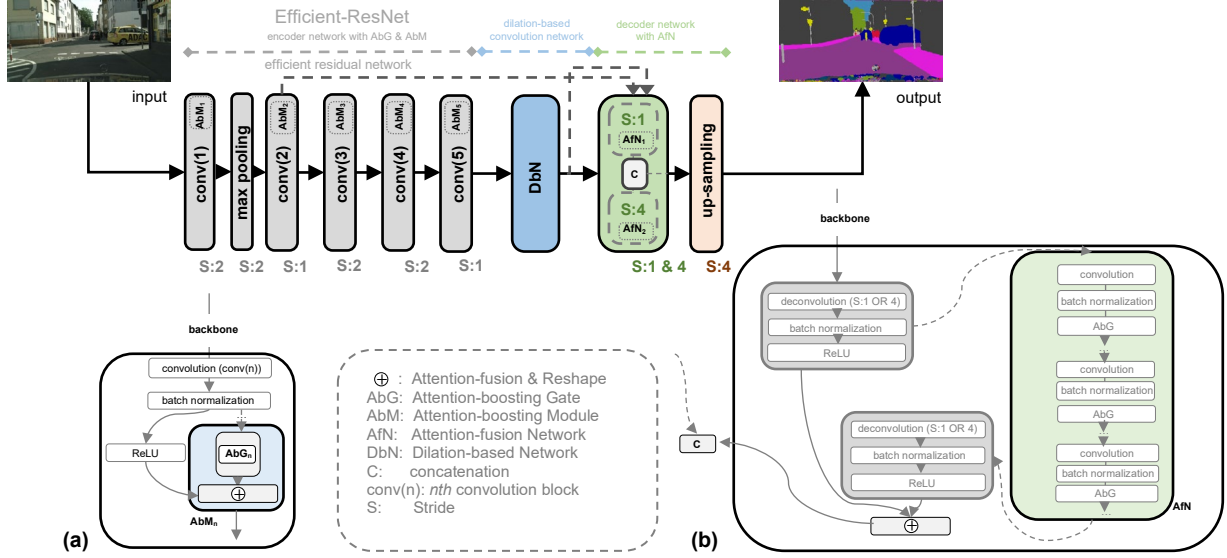 Efficient-ResNet
encoder network with AbG & AbM
dilation-based
convolution network
decoder network
with AfN
efficient residual network
input
output
AbM1
conv(1)
max pooling
AbM2
conv(2)
AbM3
conv(3)
AbM4
conv(4)
AbM5
conv(5)
DbN
S:1
AfN1
C
S:4
AfN2
up-sampling
S:2
S:2
S:1
S:2
S:2
S:1
S:1 & 4
S:4
backbone
convolution (conv(n))
batch normalization
...
ReLU
AbGn
⊕
AbMn
(a)
⊕ : Attention-fusion & Reshape
AbG: Attention-boosting Gate
AbM: Attention-boosting Module
AfN: Attention-fusion Network
DbN: Dilation-based Network
C: concatenation
conv(n): nth convolution block
S: Stride
backbone
deconvolution (S:1 OR 4)
batch normalization
ReLU
convolution
batch normalization
AbG
...
convolution
batch normalization
AbG
...
convolution
batch normalization
AbG
...
AfN
deconvolution (S:1 OR 4)
batch normalization
ReLU
C
⊕
(b)